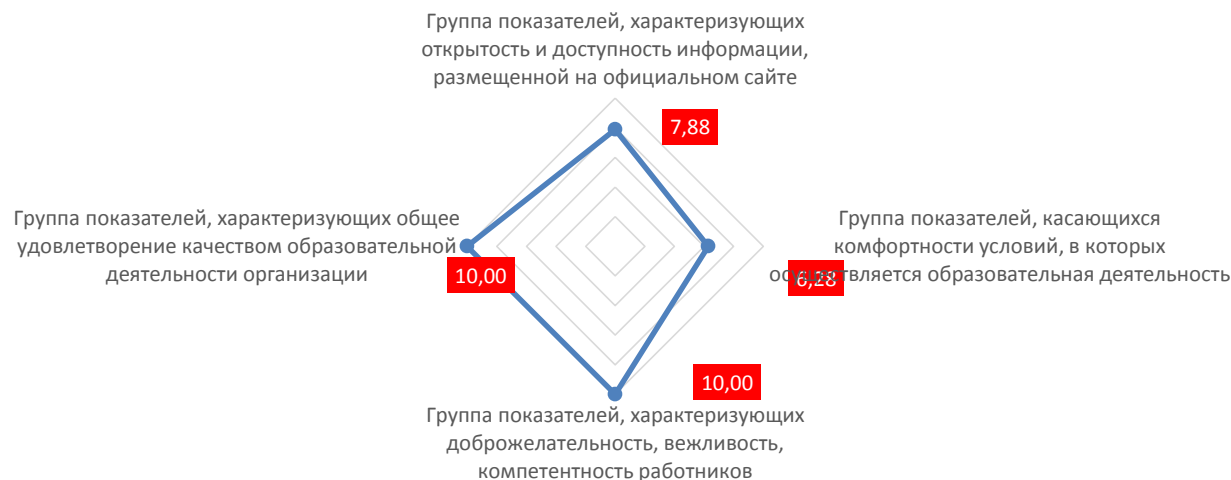 Группа показателей, характеризующих
открытость и доступность информации,
размещенной на официальном сайте
7,88
Группа показателей, касающихся
комфортности условий, в которых
осуществляется образовательная деятельность
6,28
10,00
Группа показателей, характеризующих
доброжелательность, вежливость,
компетентность работников
Группа показателей, характеризующих общее
удовлетворение качеством образовательной
деятельности организации
10,00